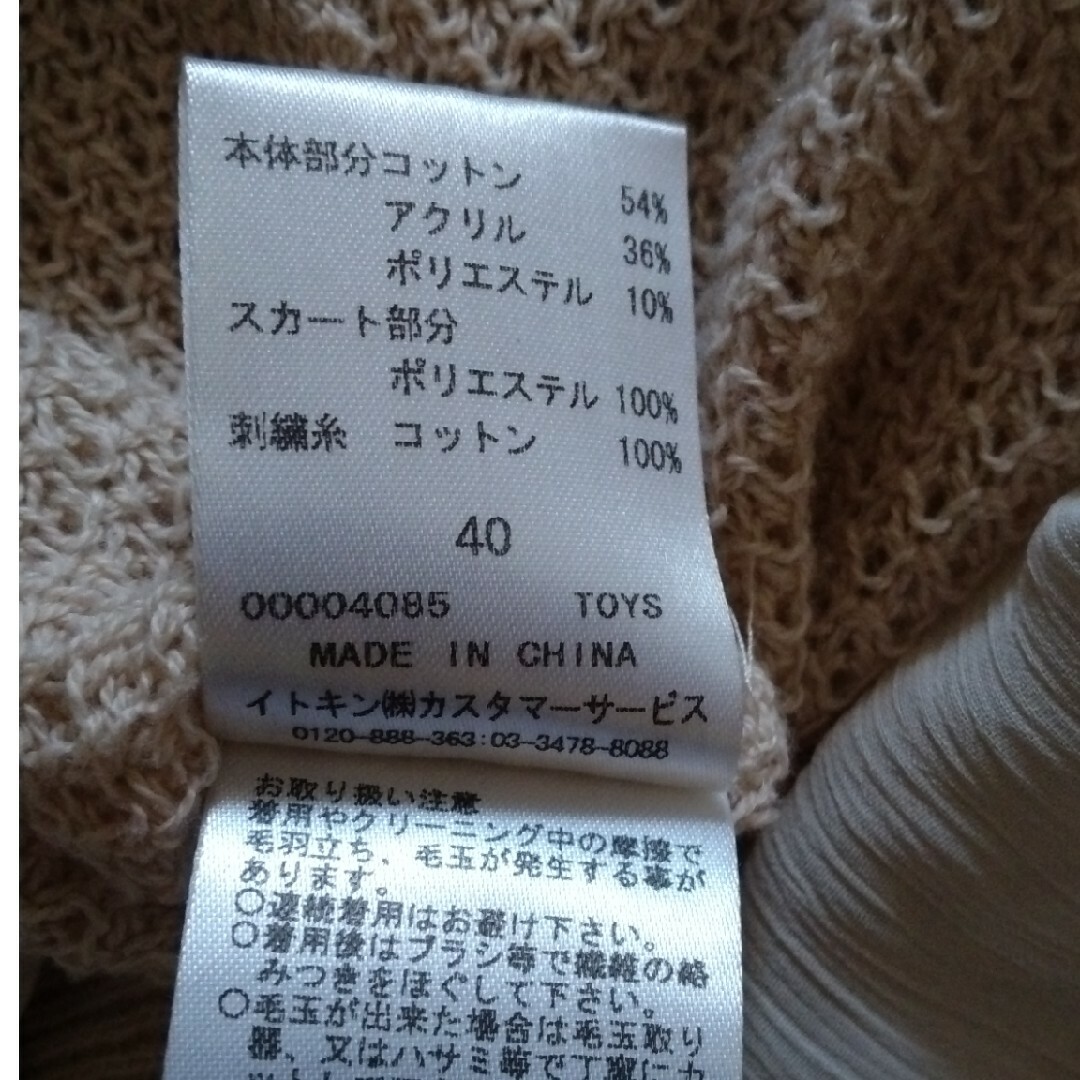 本体部分コットン 54%
アクリル 36%
ポリエステル 10%
スカート部分
ポリエステル 100%
刺繍糸 コットン 100%
40
00004085 TOYS
MADE IN CHINA
イトキン㈱カスタマーサービス
0120-888-363:03-3478-8088
お取り扱い注意
着用やクリーニング中の摩擦で
毛羽立ち、毛玉が発生する事が
あります。
○連続着用はお避け下さい。
○着用後はブラシ等で繊維の絡
みつきをほぐして下さい。
○毛玉が出来た場合は毛玉取り
器、又はハサミ等で丁寧にカ